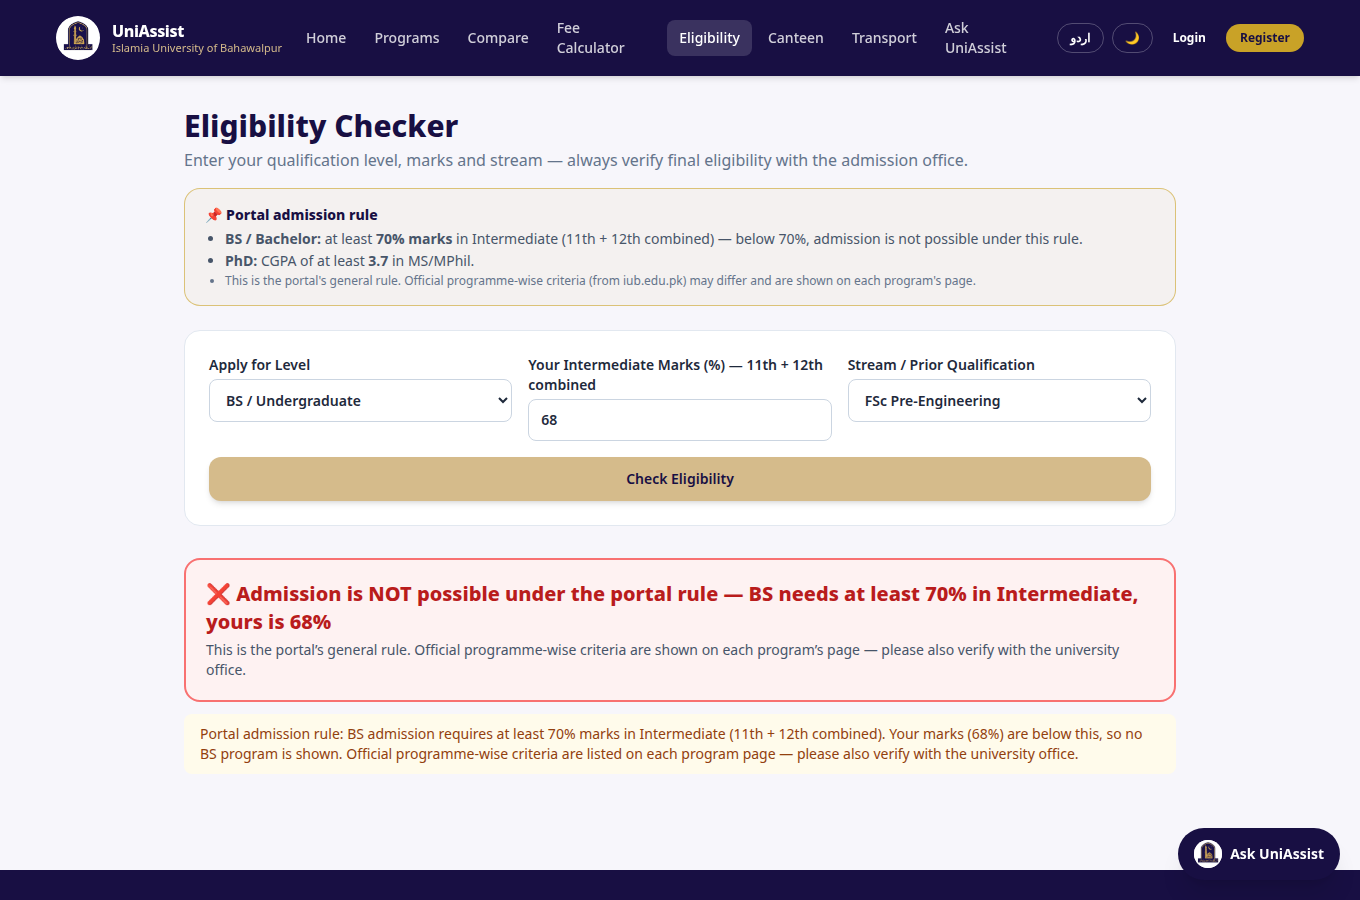 UniAssist
Islamia University of Bahawalpur
Home
Programs
Compare
Fee
Calculator
Eligibility
Canteen
Transport
Ask
UniAssist
اردو
Login
Register
Eligibility Checker
Enter your qualification level, marks and stream — always verify final eligibility with the admission office.
📌 Portal admission rule
• BS / Bachelor: at least 70% marks in Intermediate (11th + 12th combined) — below 70%, admission is not possible under this rule.
• PhD: CGPA of at least 3.7 in MS/MPhil.
• This is the portal's general rule. Official programme-wise criteria (from iub.edu.pk) may differ and are shown on each program's page.
Apply for Level
BS / Undergraduate
Your Intermediate Marks (%) — 11th + 12th
combined
68
Stream / Prior Qualification
FSc Pre-Engineering
Check Eligibility
❌ Admission is NOT possible under the portal rule — BS needs at least 70% in Intermediate,
yours is 68%
This is the portal’s general rule. Official programme-wise criteria are shown on each program’s page — please also verify with the university
office.
Portal admission rule: BS admission requires at least 70% marks in Intermediate (11th + 12th combined). Your marks (68%) are below this, so no
BS program is shown. Official programme-wise criteria are listed on each program page — please also verify with the university office.
Ask UniAssist